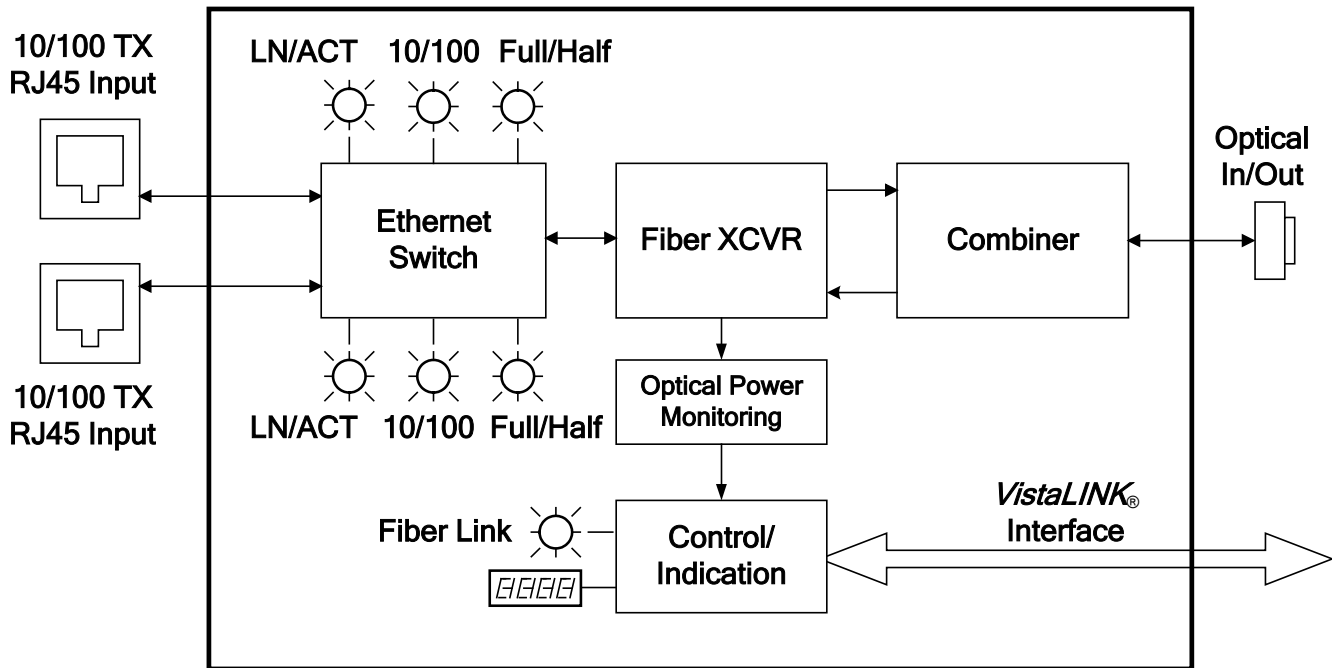 10/100 TX
RJ45 Input
LN/ACT 10/100 Full/Half
Optical
In/Out
Ethernet
Switch
Fiber XCVR
Combiner
10/100 TX
RJ45 Input
LN/ACT 10/100 Full/Half
Optical Power
Monitoring
VistaLINK®
Interface
Fiber Link
Control/
Indication
8888